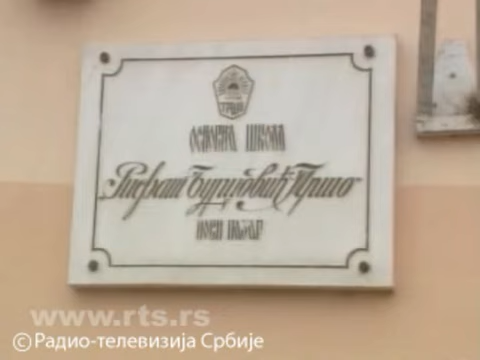 ОСНОВНА ШКОЛА
Рифат Бурџовић Тршо
НОВИ ПАЗАР
www.rts.rs
©Радио-телевизија Србије